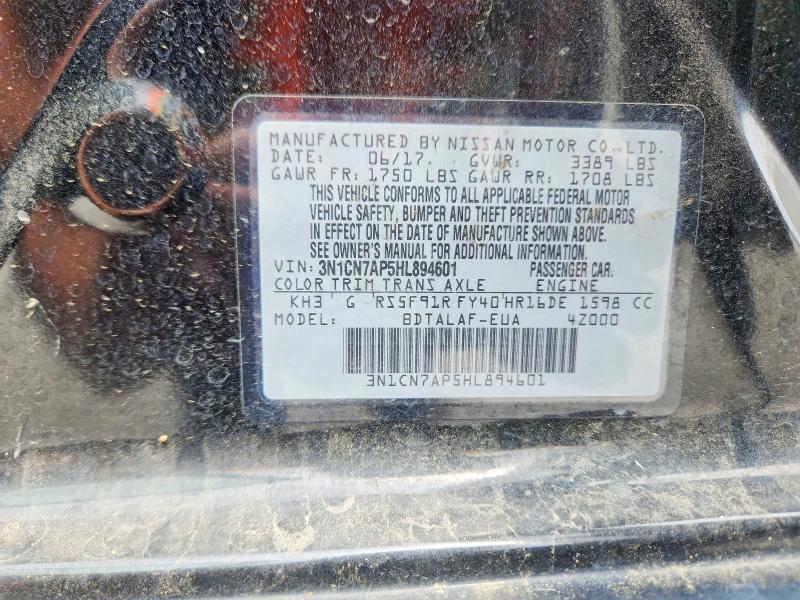 MANUFACTURED BY NISSAN MOTOR CO.,LTD.
DATE: 06/17. GVWR: 3389 LBS
GAWR FR: 1750 LBS GAWR RR: 1708 LBS
THIS VEHICLE CONFORMS TO ALL APPLICABLE FEDERAL MOTOR
VEHICLE SAFETY, BUMPER AND THEFT PREVENTION STANDARDS
IN EFFECT ON THE DATE OF MANUFACTURE SHOWN ABOVE.
SEE OWNER'S MANUAL FOR ADDITIONAL INFORMATION.
VIN: 3N1CN7AP5HL894601 PASSENGER CAR.
COLOR TRIM TRANS AXLE ENGINE
KH3 G RS5F91R FY40 HR16DE 1598 CC
MODEL: BDTALAF-EUA 4Z000
3N1CN7AP5HL894601